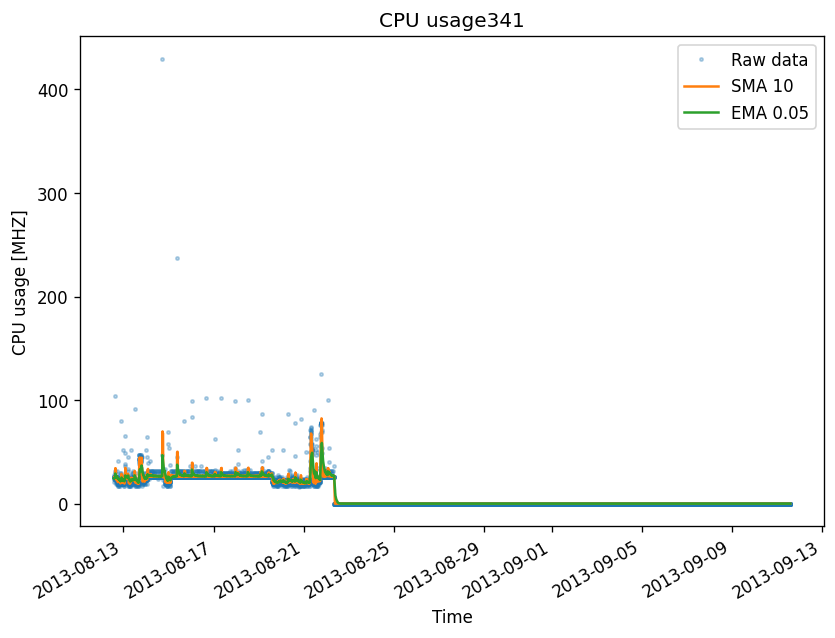 CPU usage341
Raw data
SMA 10
EMA 0.05
CPU usage [MHZ]
400
300
200
100
0
2013-08-13
2013-08-17
2013-08-21
2013-08-25
2013-08-29
2013-09-01
2013-09-05
2013-09-09
2013-09-13
Time